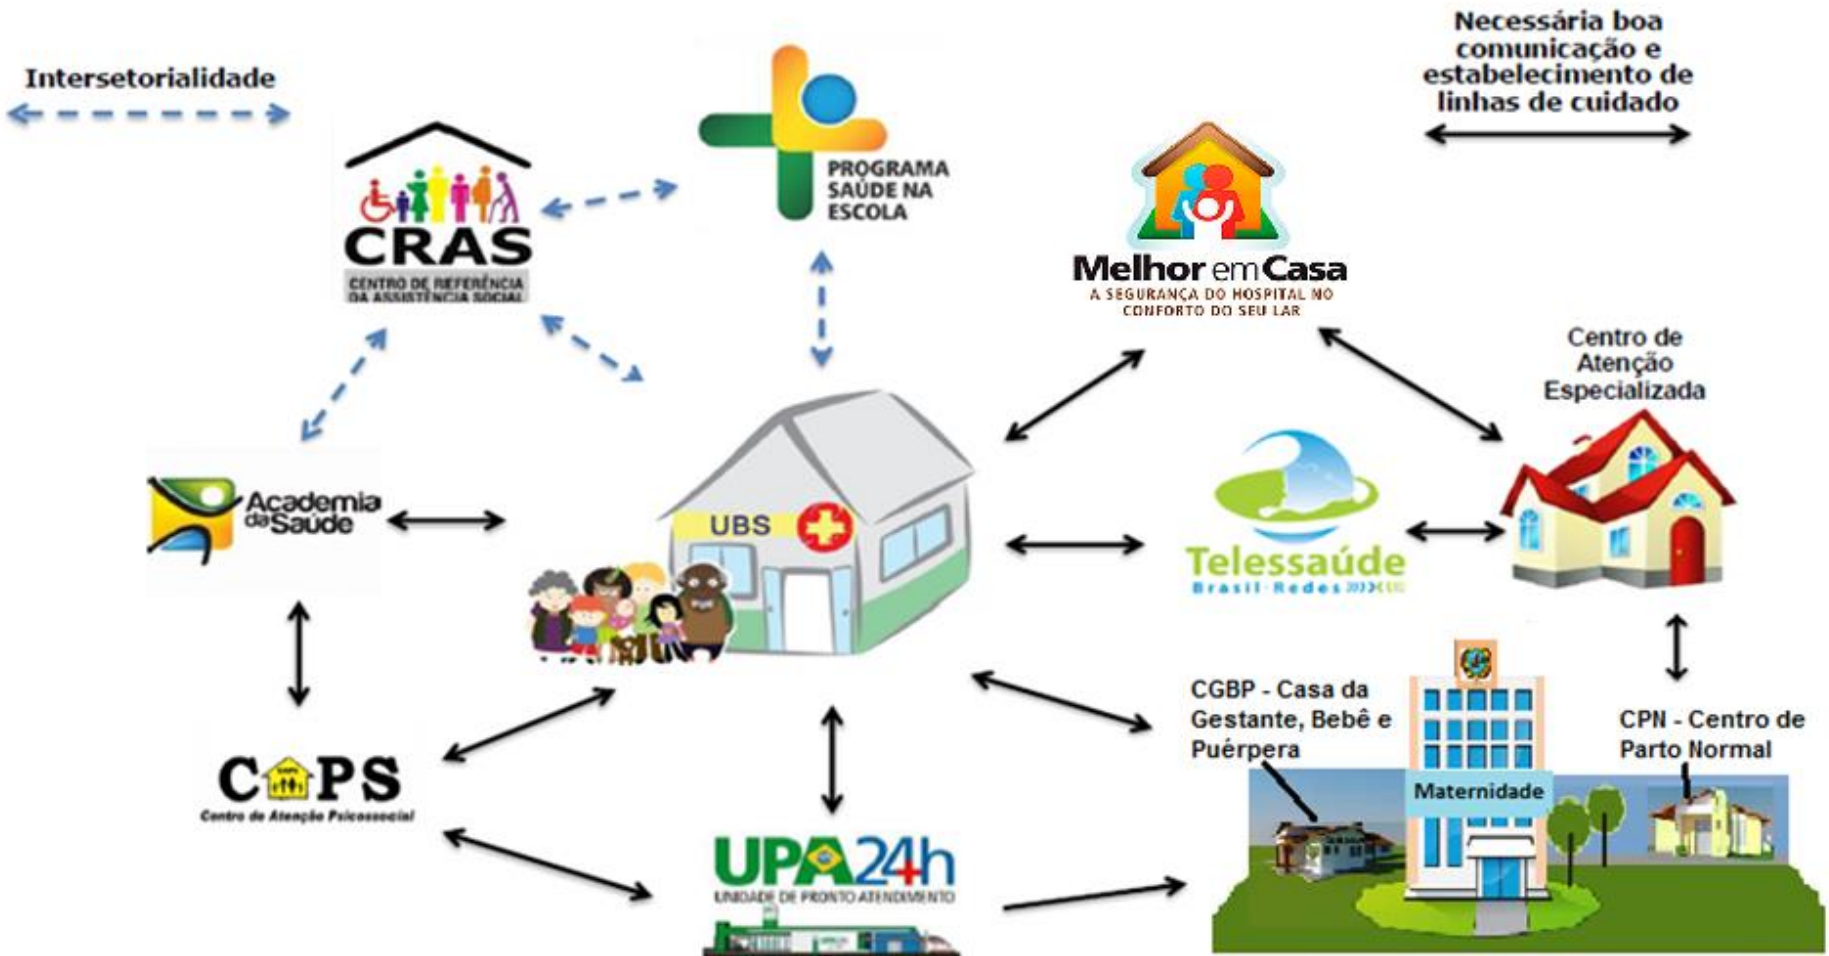 Intersetorialidade
CRAS
CENTRO DE REFERÊNCIA
DA ASSISTÊNCIA SOCIAL
PROGRAMA
SAÚDE NA
ESCOLA
Necessária boa
comunicação e
estabelecimento de
linhas de cuidado
Melhor em Casa
A SEGURANÇA DO HOSPITAL NO
CONFORTO DO SEU LAR
Centro de
Atenção
Especializada
Academia
da Saúde
UBS
Telessaúde
Brasil-Redes
CAPS
Centro de Atenção Psicossocial
UPA 24h
UNIDADE DE PRONTO ATENDIMENTO
CGBP - Casa da
Gestante, Bebê e
Puérpera
Maternidade
CPN - Centro de
Parto Normal